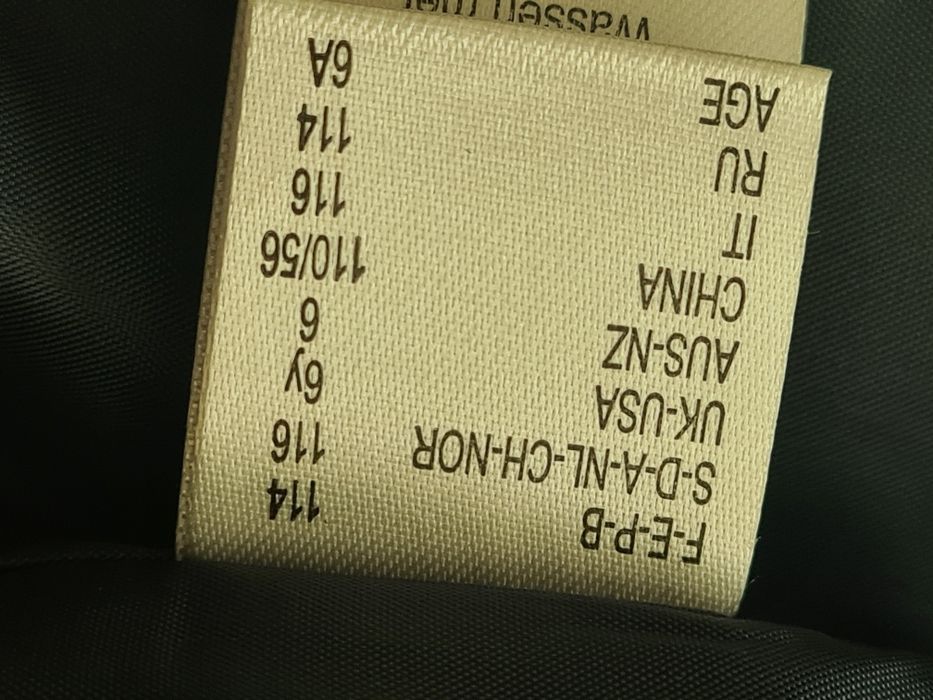 F-E-P-B 114
S-D-A-NL-CH-NOR 116
UK-USA 6y
AUS-NZ 6
CHINA 110/56
IT 116
RU 114
AGE 6A
Wassen